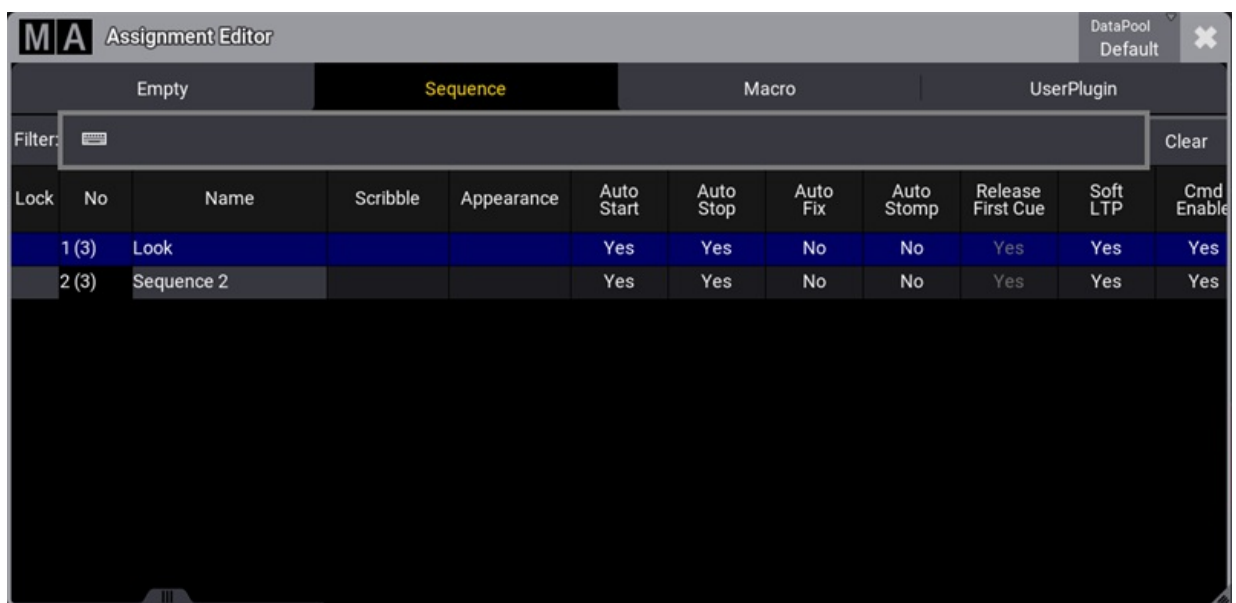 MA Assignment Editor DataPool Default
Empty Sequence Macro UserPlugin
Filter: Clear
Lock No Name Scribble Appearance Auto Start Auto Stop Auto Fix Auto Stomp Release First Cue Soft LTP Cmd Enable
1 (3) Look Yes Yes No No Yes Yes Yes
2 (3) Sequence 2 Yes Yes No No Yes Yes Yes